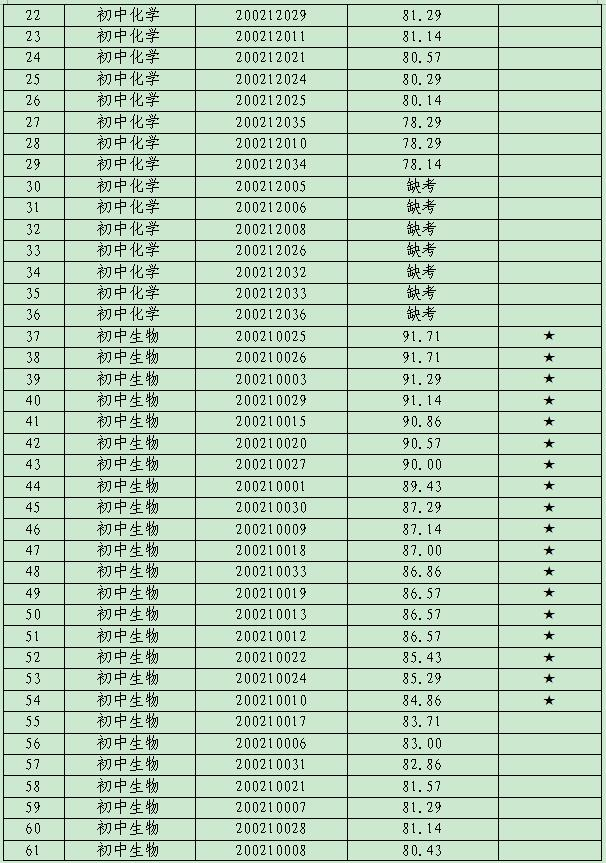 22 初中化学 200212029 81.29
23 初中化学 200212011 81.14
24 初中化学 200212021 80.57
25 初中化学 200212024 80.29
26 初中化学 200212025 80.14
27 初中化学 200212035 78.29
28 初中化学 200212010 78.29
29 初中化学 200212034 78.14
30 初中化学 200212005 缺考
31 初中化学 200212006 缺考
32 初中化学 200212008 缺考
33 初中化学 200212026 缺考
34 初中化学 200212032 缺考
35 初中化学 200212033 缺考
36 初中化学 200212036 缺考
37 初中生物 200210025 91.71 ★
38 初中生物 200210026 91.71 ★
39 初中生物 200210003 91.29 ★
40 初中生物 200210029 91.14 ★
41 初中生物 200210015 90.86 ★
42 初中生物 200210020 90.57 ★
43 初中生物 200210027 90.00 ★
44 初中生物 200210001 89.43 ★
45 初中生物 200210030 87.29 ★
46 初中生物 200210009 87.14 ★
47 初中生物 200210018 87.00 ★
48 初中生物 200210033 86.86 ★
49 初中生物 200210019 86.57 ★
50 初中生物 200210013 86.57 ★
51 初中生物 200210012 86.57 ★
52 初中生物 200210022 85.43 ★
53 初中生物 200210024 85.29 ★
54 初中生物 200210010 84.86 ★
55 初中生物 200210017 83.71
56 初中生物 200210006 83.00
57 初中生物 200210031 82.86
58 初中生物 200210021 81.57
59 初中生物 200210007 81.29
60 初中生物 200210028 81.14
61 初中生物 200210008 80.43